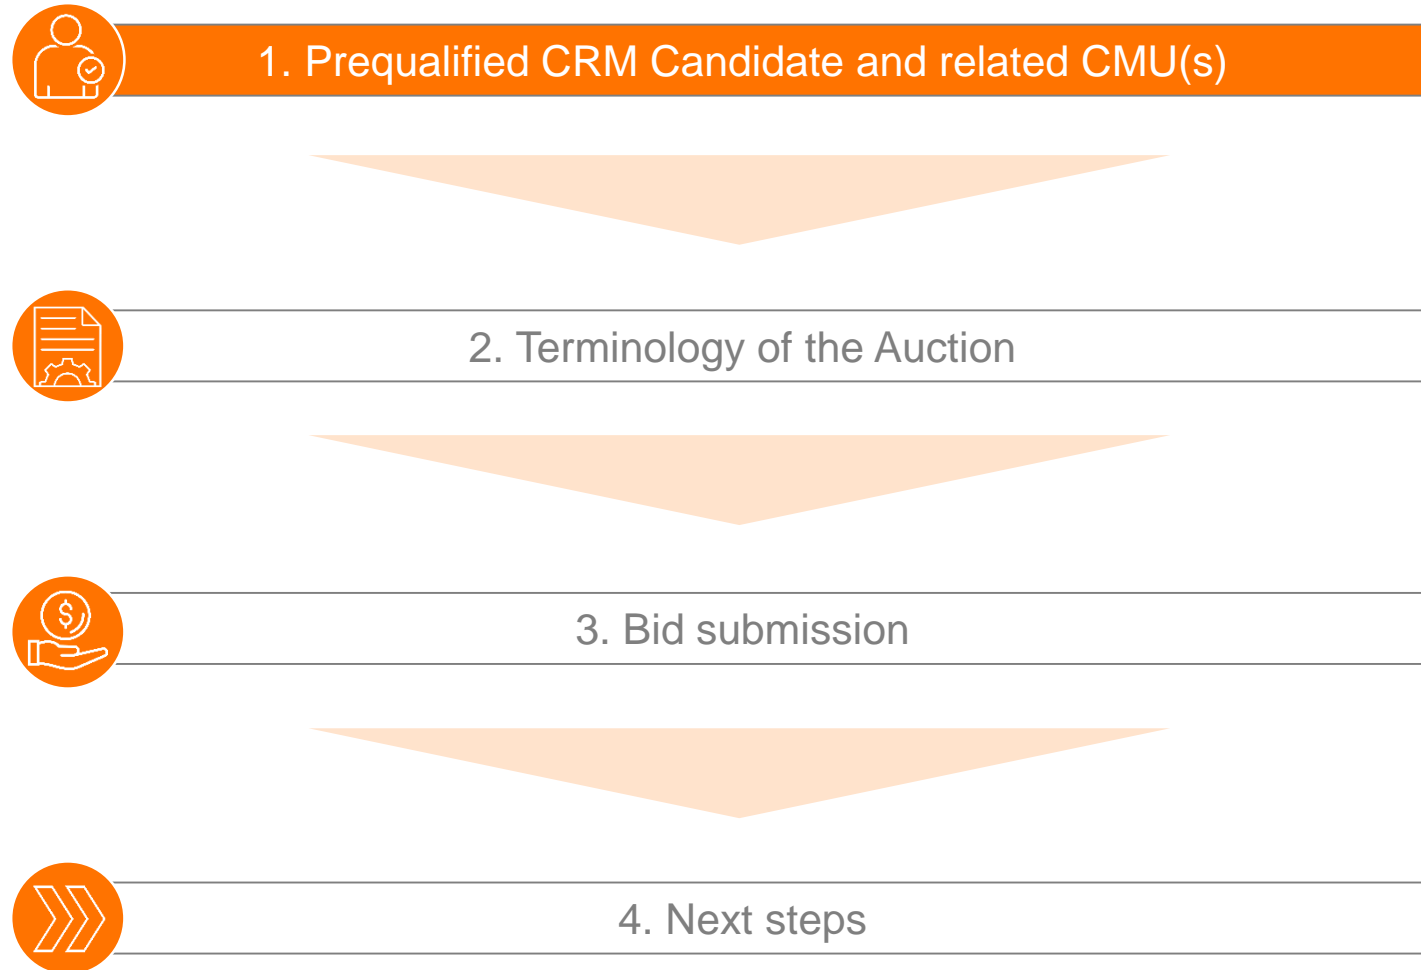 1. Prequalified CRM Candidate and related CMU(s)
2. Terminology of the Auction
$
3. Bid submission
4. Next steps